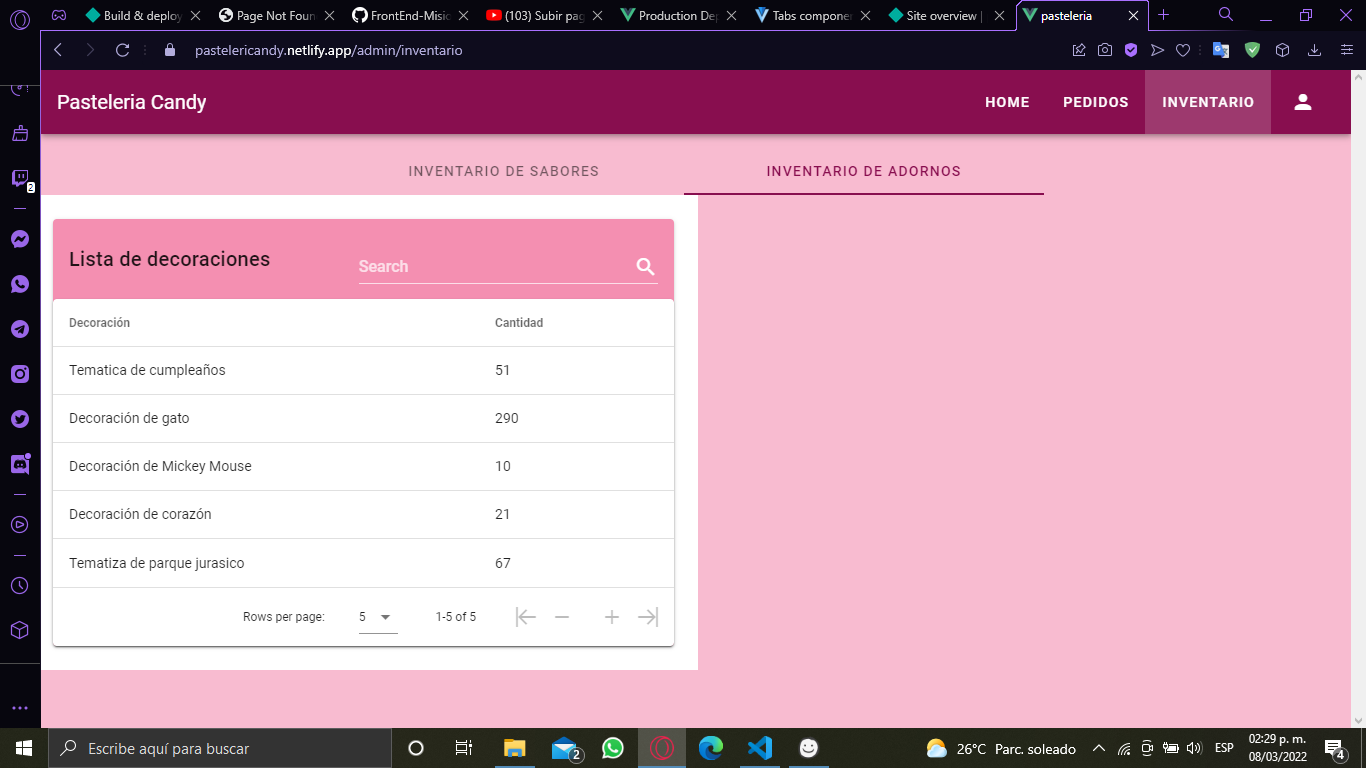 Build & deploy
Page Not Foun
FrontEnd-Misic
(103) Subir pag
Production Dep
Tabs componen
Site overview |
pasteleria
pastelericandy.netlify.app/admin/inventario
Pasteleria Candy
HOME
PEDIDOS
INVENTARIO
2
INVENTARIO DE SABORES
INVENTARIO DE ADORNOS
Lista de decoraciones
Search
Decoración
Cantidad
Tematica de cumpleaños
51
Decoración de gato
290
Decoración de Mickey Mouse
10
Decoración de corazón
21
Tematiza de parque jurasico
67
Rows per page:
5
1-5 of 5
Escribe aquí para buscar
2
26°C Parc. soleado
ESP
02:29 p. m.
08/03/2022
4